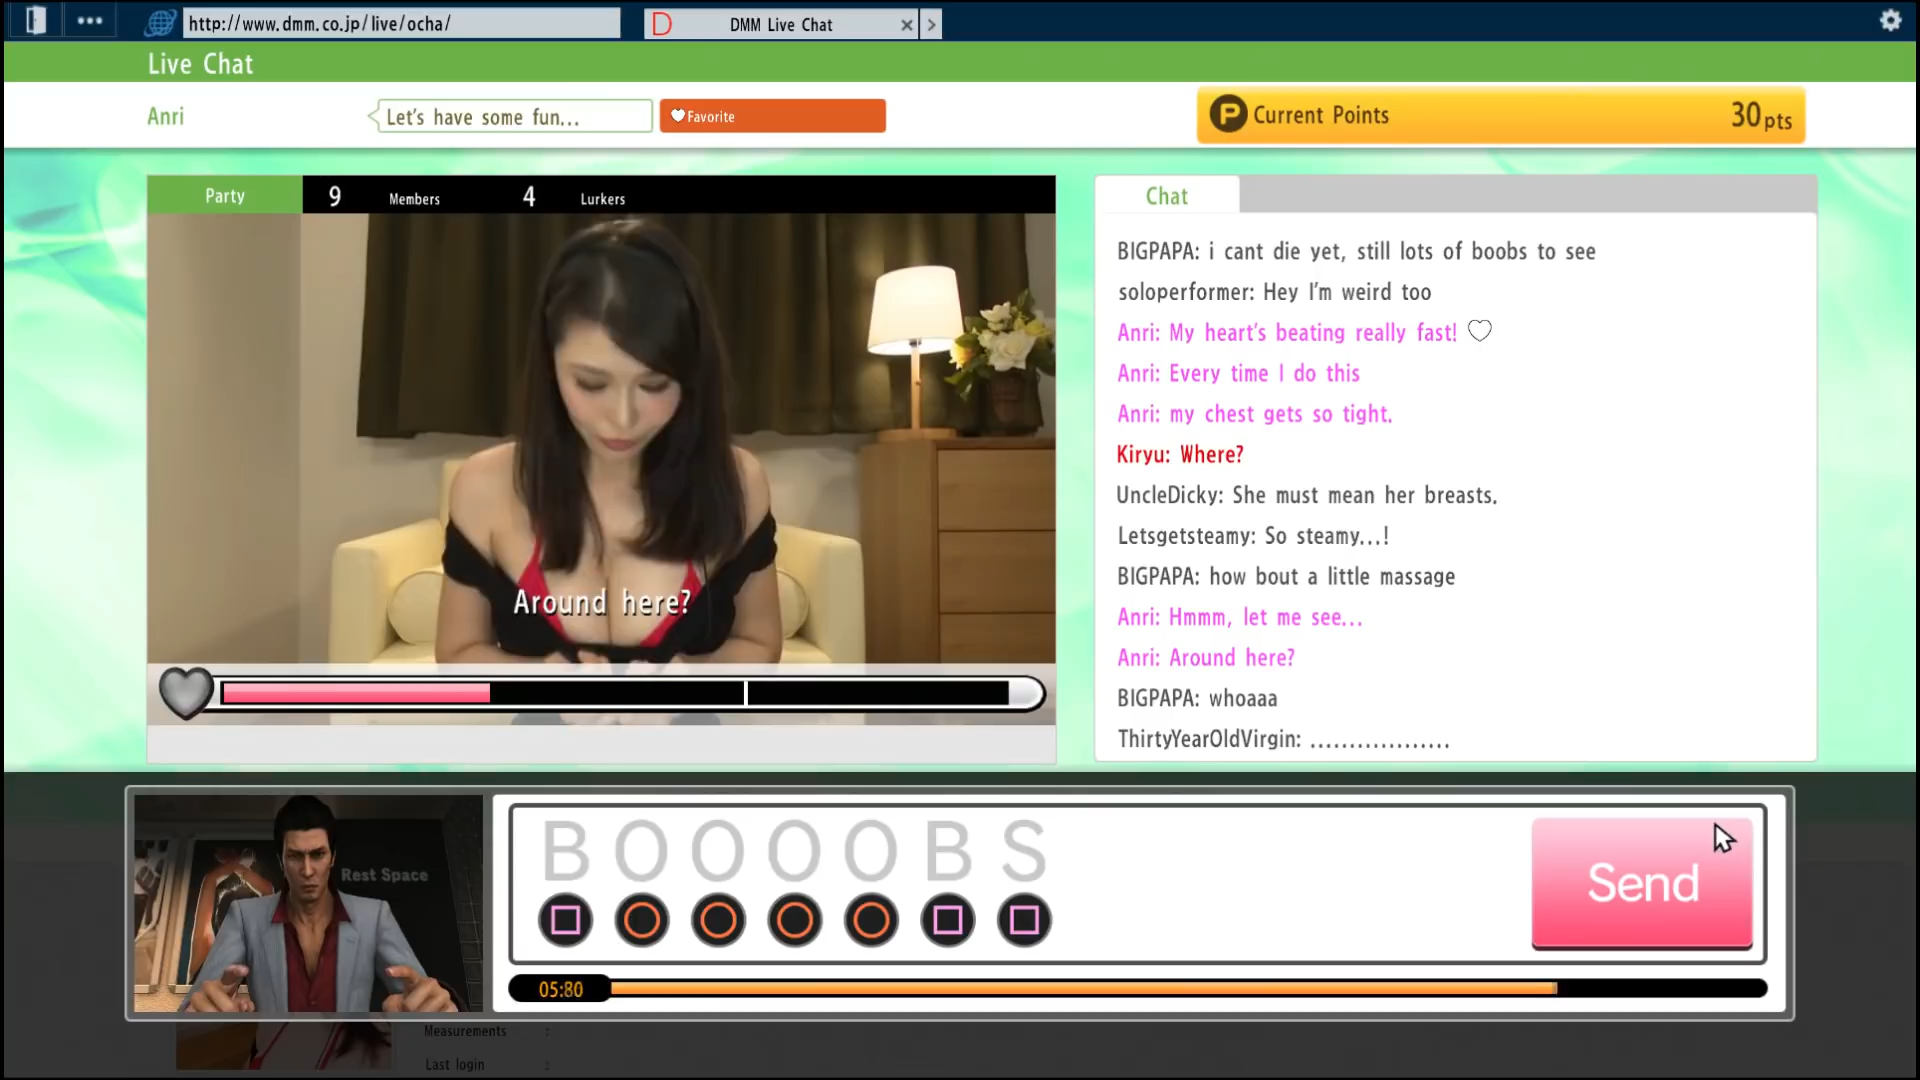 http://www.dmm.co.jp/live/ocha/
D DMM Live Chat
Live Chat
Anri
Let's have some fun...
Favorite
P Current Points 30pts
Party 9 Members 4 Lurkers
Around here?
Chat
BIGPAPA: i cant die yet, still lots of boobs to see
soloperformer: Hey I'm weird too
Anri: My heart's beating really fast! ♡
Anri: Every time I do this
Anri: my chest gets so tight.
Kiryu: Where?
UncleDicky: She must mean her breasts.
Letsgetsteamy: So steamy...!
BIGPAPA: how bout a little massage
Anri: Hmmm, let me see...
Anri: Around here?
BIGPAPA: whoaaa
ThirtyYearOldVirgin: ..................
Rest Space
BOOOOBS
Send
05:80
Measurements :
Last login :